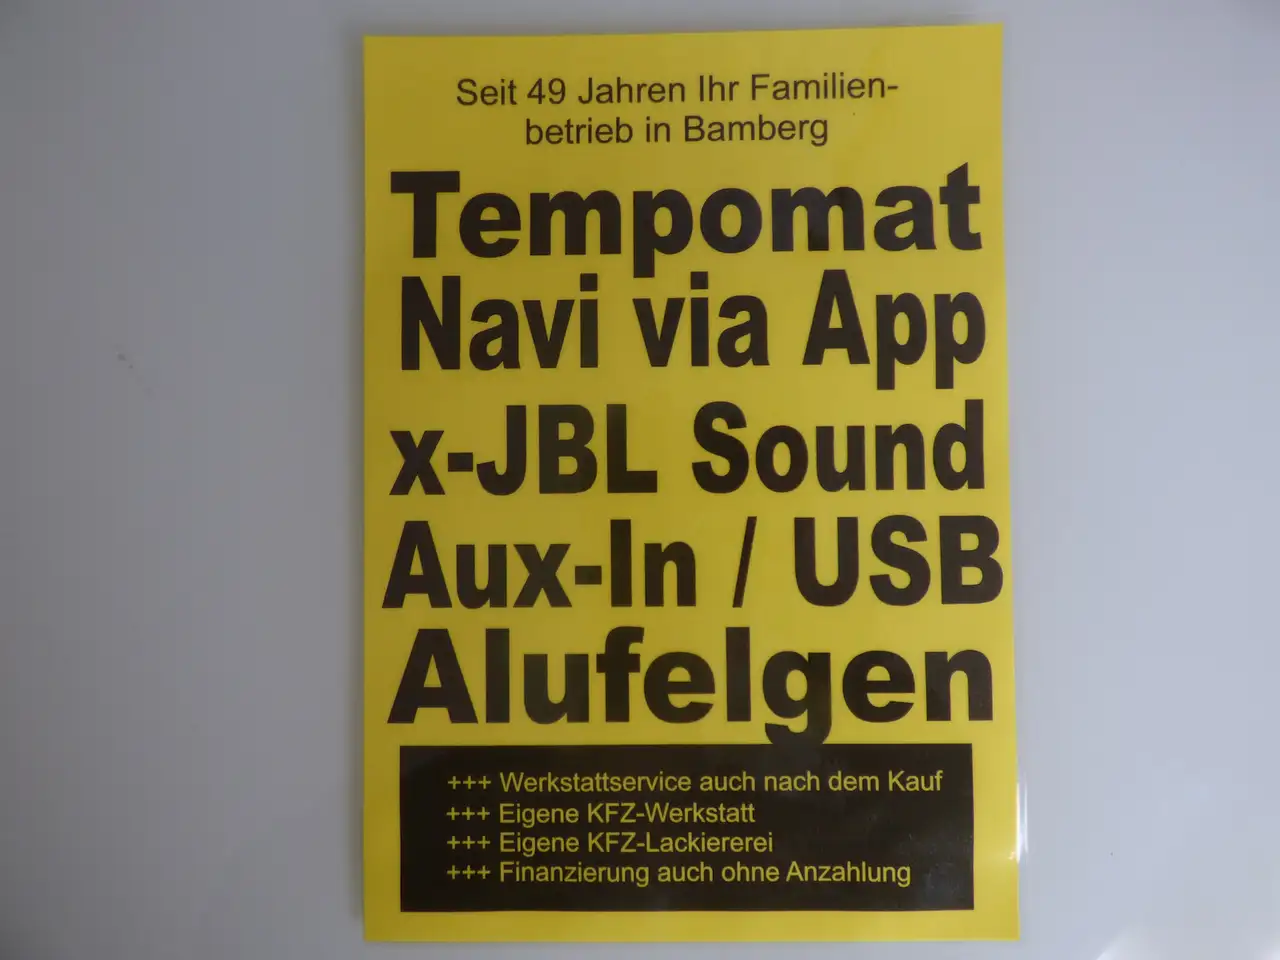 Seit 49 Jahren Ihr Familien-
betrieb in Bamberg
Tempomat
Navi via App
x-JBL Sound
Aux-In / USB
Alufelgen
+++ Werkstattservice auch nach dem Kauf
+++ Eigene KFZ-Werkstatt
+++ Eigene KFZ-Lackiererei
+++ Finanzierung auch ohne Anzahlung